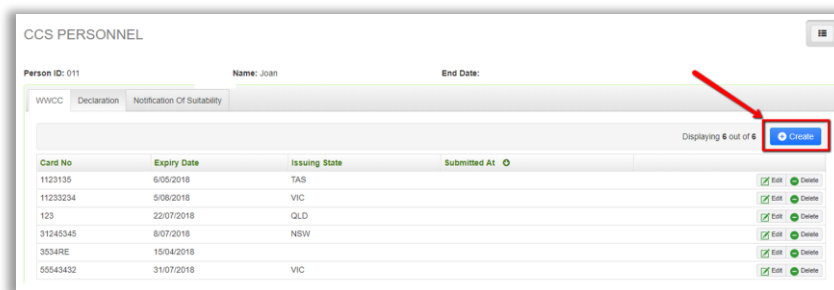 CCS PERSONNEL
Person ID: 011 Name: Joan End Date:
WWCC Declaration Notification Of Suitability
Displaying 6 out of 6 Create
Card No Expiry Date Issuing State Submitted At
1123135 6/05/2018 TAS Edit Delete
11233234 5/08/2018 VIC Edit Delete
123 22/07/2018 QLD Edit Delete
31245345 8/07/2018 NSW Edit Delete
3534RE 15/04/2018 Edit Delete
55543432 31/07/2018 VIC Edit Delete